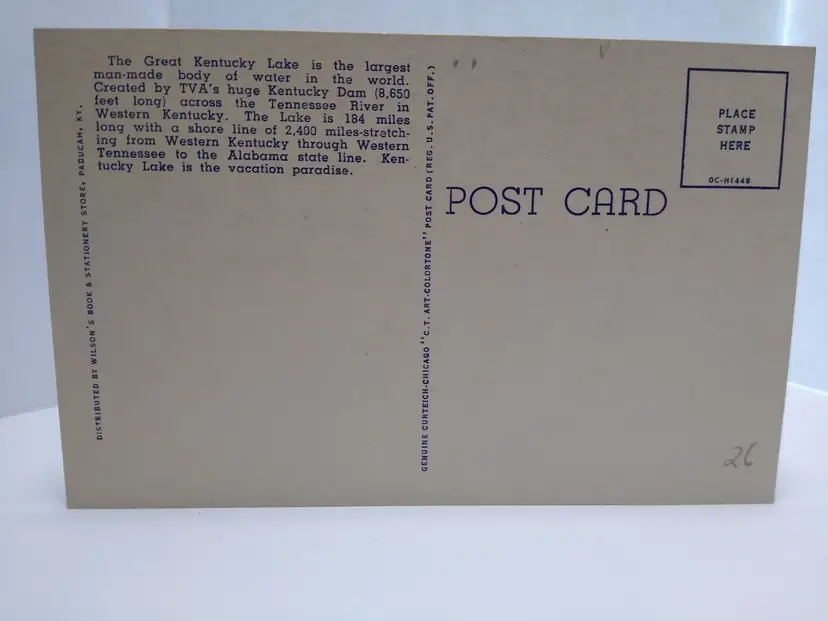 The Great Kentucky Lake is the largest
man-made body of water in the world.
Created by TVA's huge Kentucky Dam (8,650
feet long) across the Tennessee River in
Western Kentucky. The Lake is 184 miles
long with a shore line of 2,400 miles-stretch-
ing from Western Kentucky through Western
Tennessee to the Alabama state line. Ken-
tucky Lake is the vacation paradise.
DISTRIBUTED BY WILSON'S BOOK & STATIONERY STORE, PADUCAH, KY.
GENUINE CURTEICH-CHICAGO "C.T. ART-COLORTONE" POST CARD (REG. U.S. PAT. OFF.)
POST CARD
PLACE
STAMP
HERE
OC-H1448
26